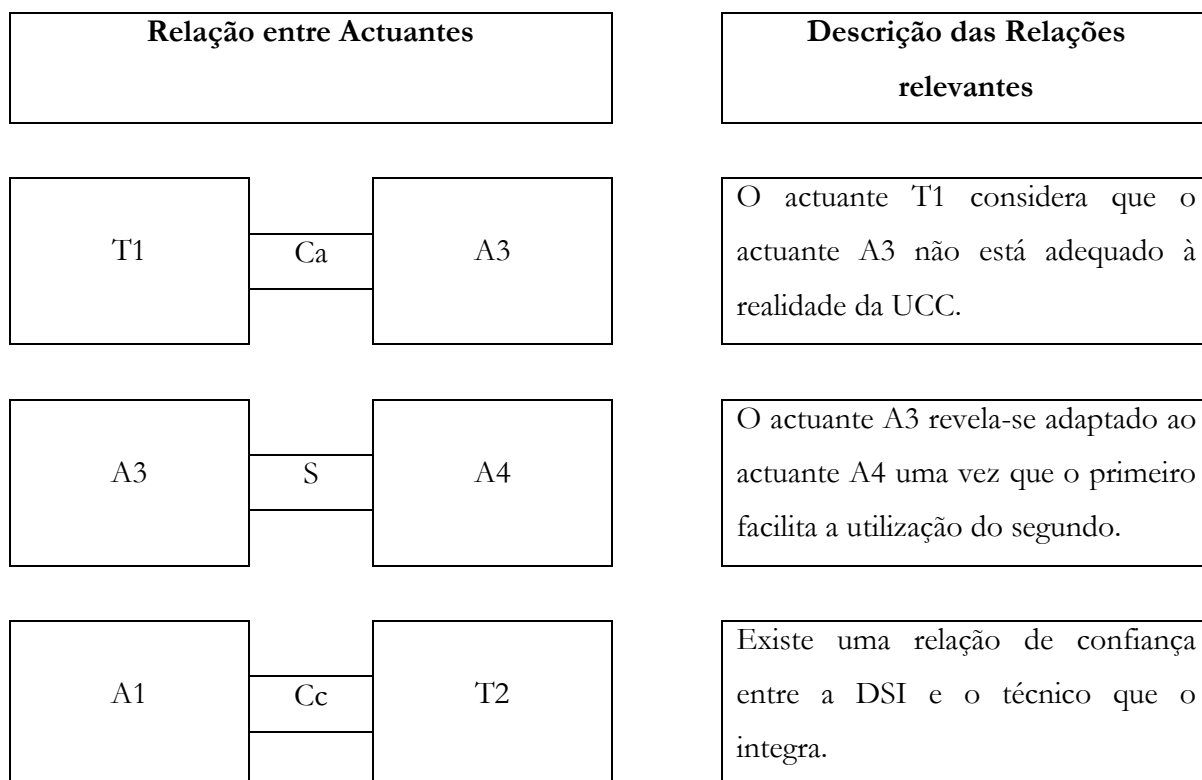 Relação entre Actuantes
Descrição das Relações
relevantes
T1
Ca
A3
O actuante T1 considera que o
actuante A3 não está adequado à
realidade da UCC.
A3
S
A4
O actuante A3 revela-se adaptado ao
actuante A4 uma vez que o primeiro
facilita a utilização do segundo.
A1
Cc
T2
Existe uma relação de confiança
entre a DSI e o técnico que o
integra.